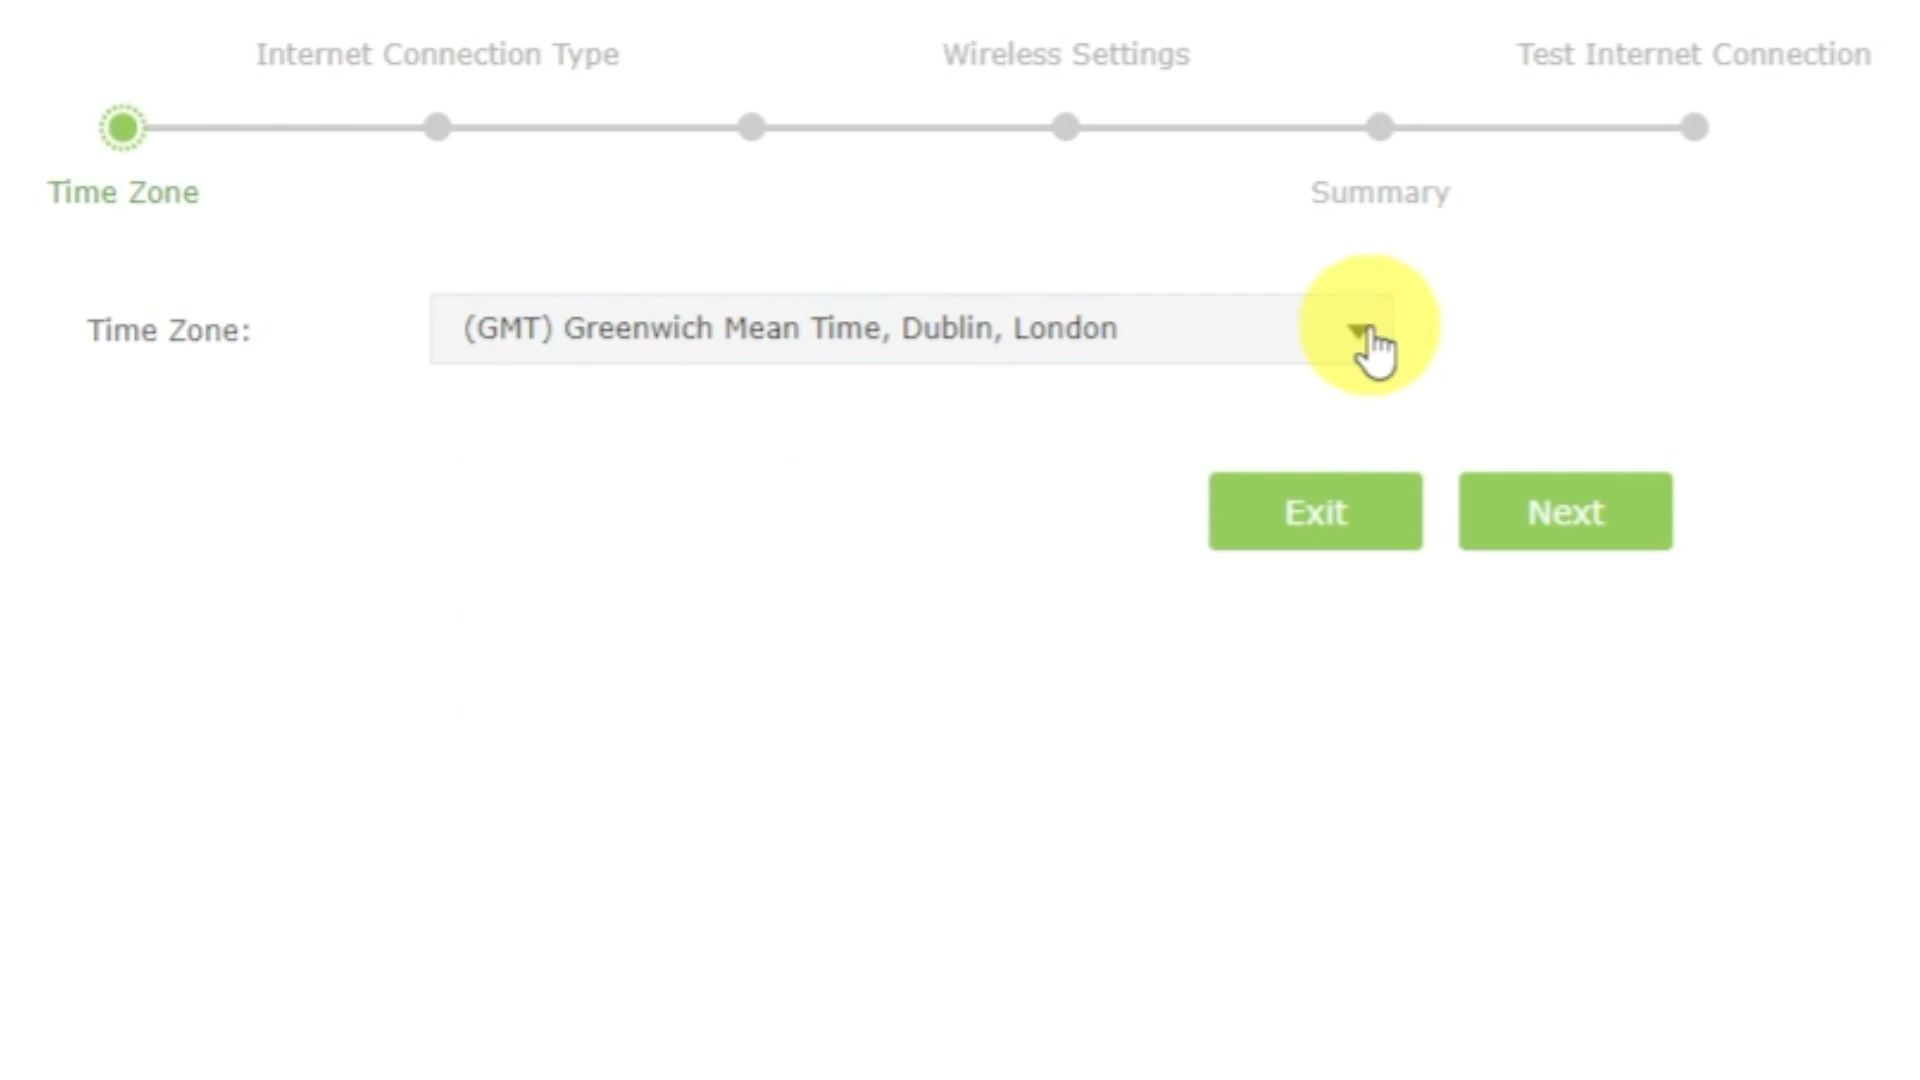 Internet Connection Type
Wireless Settings
Test Internet Connection
Time Zone
Summary
Time Zone:
(GMT) Greenwich Mean Time, Dublin, London
Exit
Next